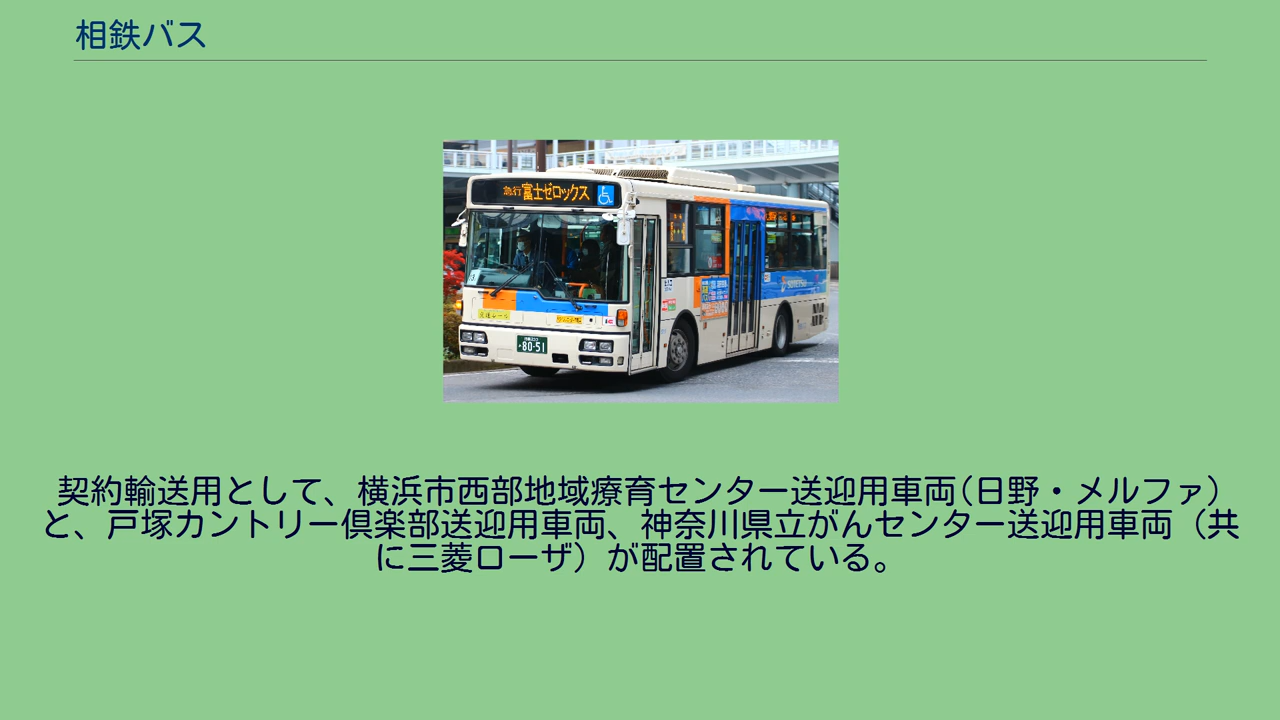 相鉄バス
急行 富士ゼロックス
80-51
契約輸送用として、横浜市西部地域療育センター送迎用車両(日野・メルファ)
と、戸塚カントリー倶楽部送迎用車両、神奈川県立がんセンター送迎用車両（共
に三菱ローザ）が配置されている。